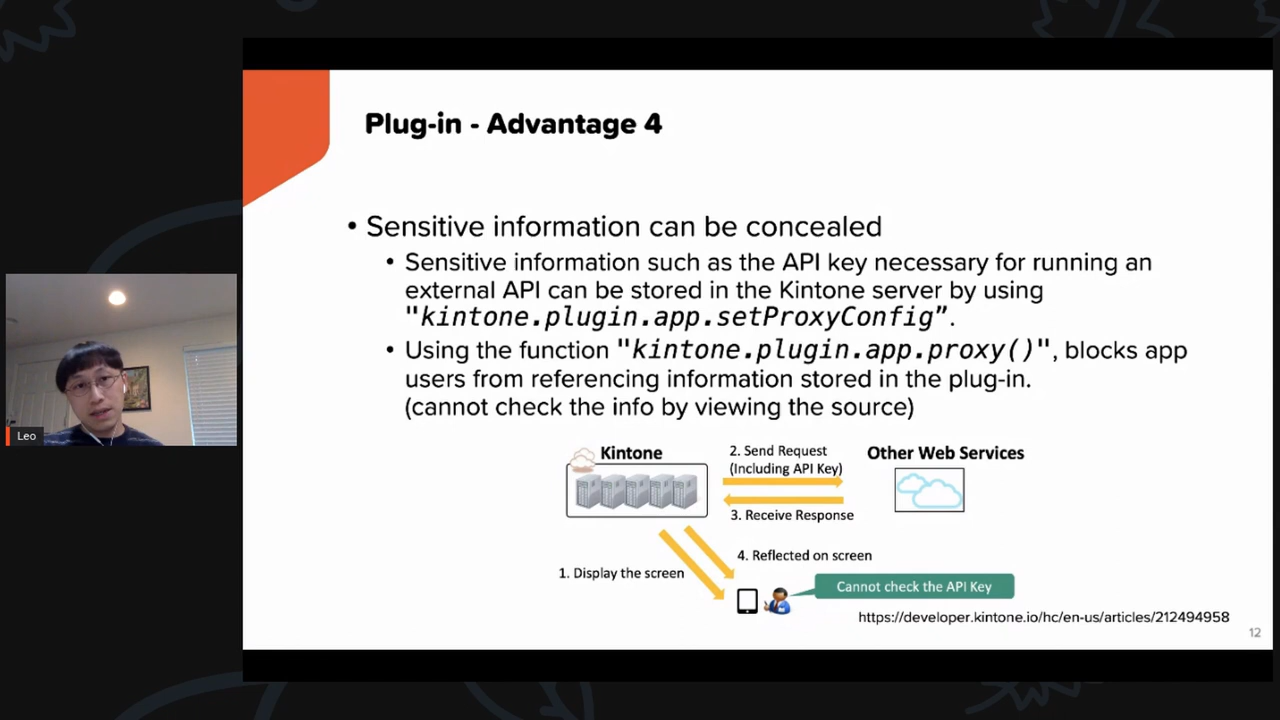 Plug-in - Advantage 4
• Sensitive information can be concealed
• Sensitive information such as the API key necessary for running an
external API can be stored in the Kintone server by using
"kintone.plugin.app.setProxyConfig”.
• Using the function "kintone.plugin.app.proxy()", blocks app
users from referencing information stored in the plug-in.
(cannot check the info by viewing the source)
Kintone
2. Send Request
(Including API Key)
Other Web Services
3. Receive Response
4. Reflected on screen
1. Display the screen
Cannot check the API Key
https://developer.kintone.io/hc/en-us/articles/212494958
12
Leo